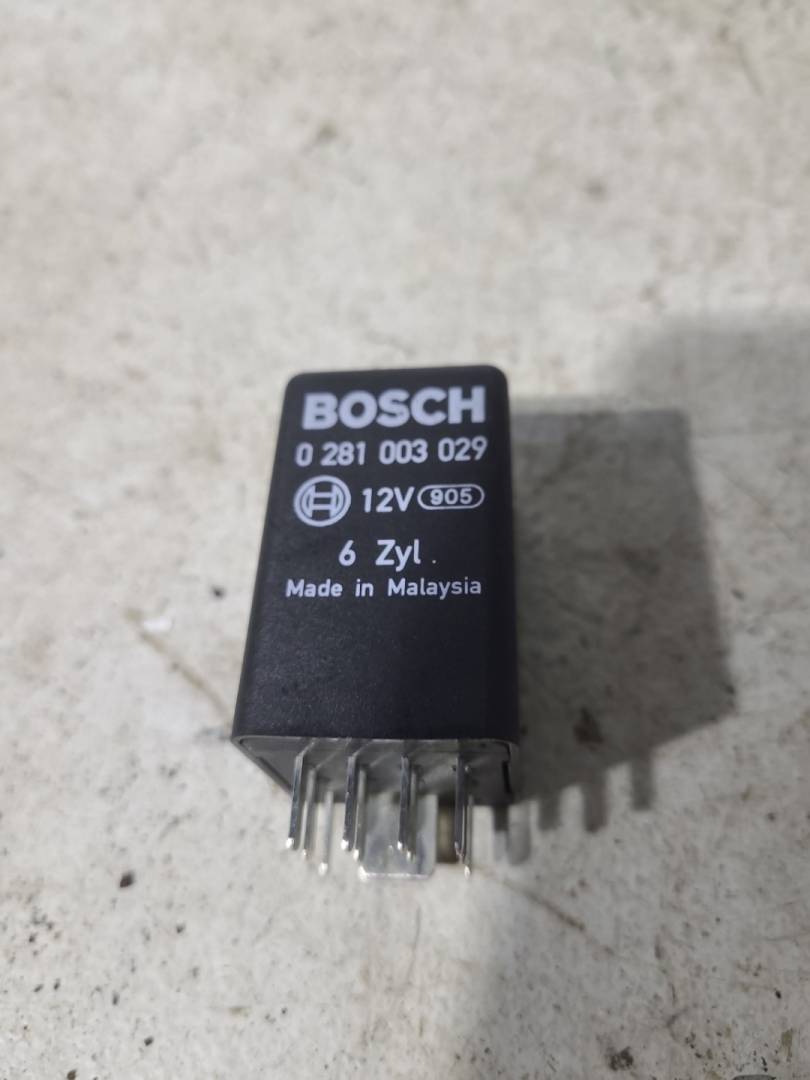 BOSCH
0 281 003 029
12V 905
6 Zyl.
Made in Malaysia